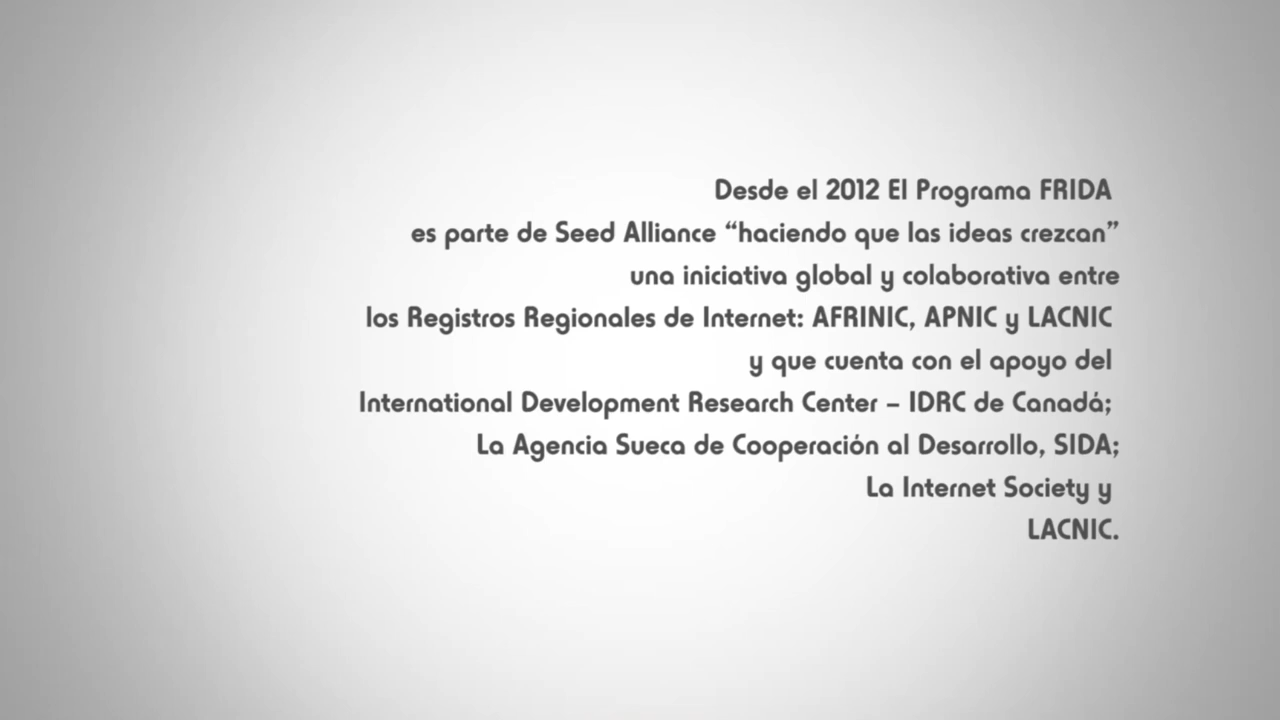 Desde el 2012 El Programa FRIDA
es parte de Seed Alliance “haciendo que las ideas crezcan”
una iniciativa global y colaborativa entre
los Registros Regionales de Internet: AFRINIC, APNIC y LACNIC
y que cuenta con el apoyo del
International Development Research Center – IDRC de Canadá;
La Agencia Sueca de Cooperación al Desarrollo, SIDA;
La Internet Society y
LACNIC.